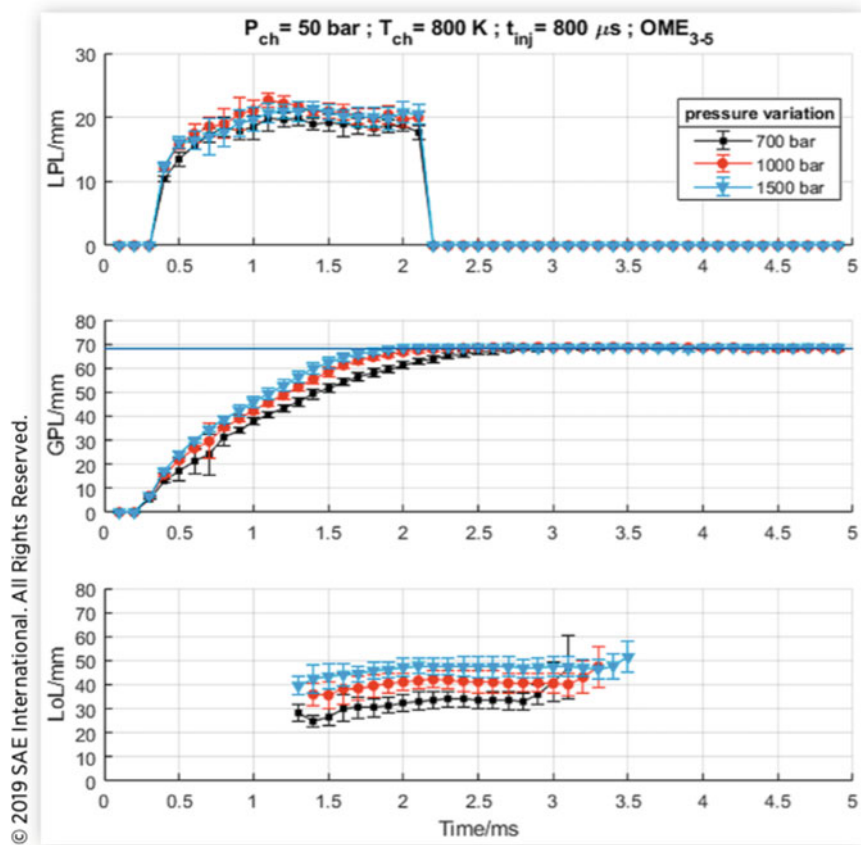 P_ch= 50 bar ; T_ch= 800 K ; t_inj= 800 μs ; OME_3-5
30
20
10
0
LPL/mm
pressure variation
700 bar
1000 bar
1500 bar
0 0.5 1 1.5 2 2.5 3 3.5 4 4.5 5
80
70
60
50
40
30
20
10
0
GPL/mm
0 0.5 1 1.5 2 2.5 3 3.5 4 4.5 5
80
70
60
50
40
30
20
10
0
LoL/mm
0 0.5 1 1.5 2 2.5 3 3.5 4 4.5 5
Time/ms
© 2019 SAE International. All Rights Reserved.